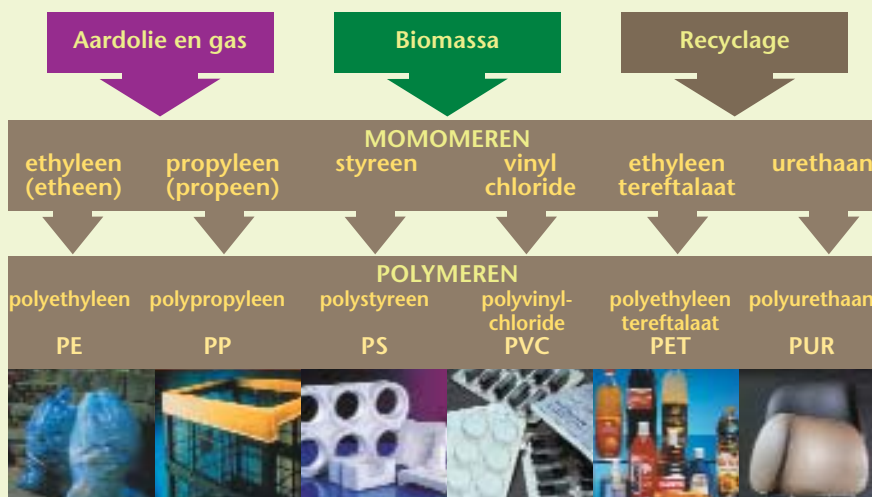 Aardolie en gas
Biomassa
Recyclage
MOMOMEREN
ethyleen
(etheen)
propyleen
(propeen)
styreen
vinyl
chloride
ethyleen
tereftalaat
urethaan
POLYMEREN
polyethyleen
polypropyleen
polystyreen
polyvinyl-
chloride
polyethyleen
tereftalaat
polyurethaan
PE
PP
PS
PVC
PET
PUR